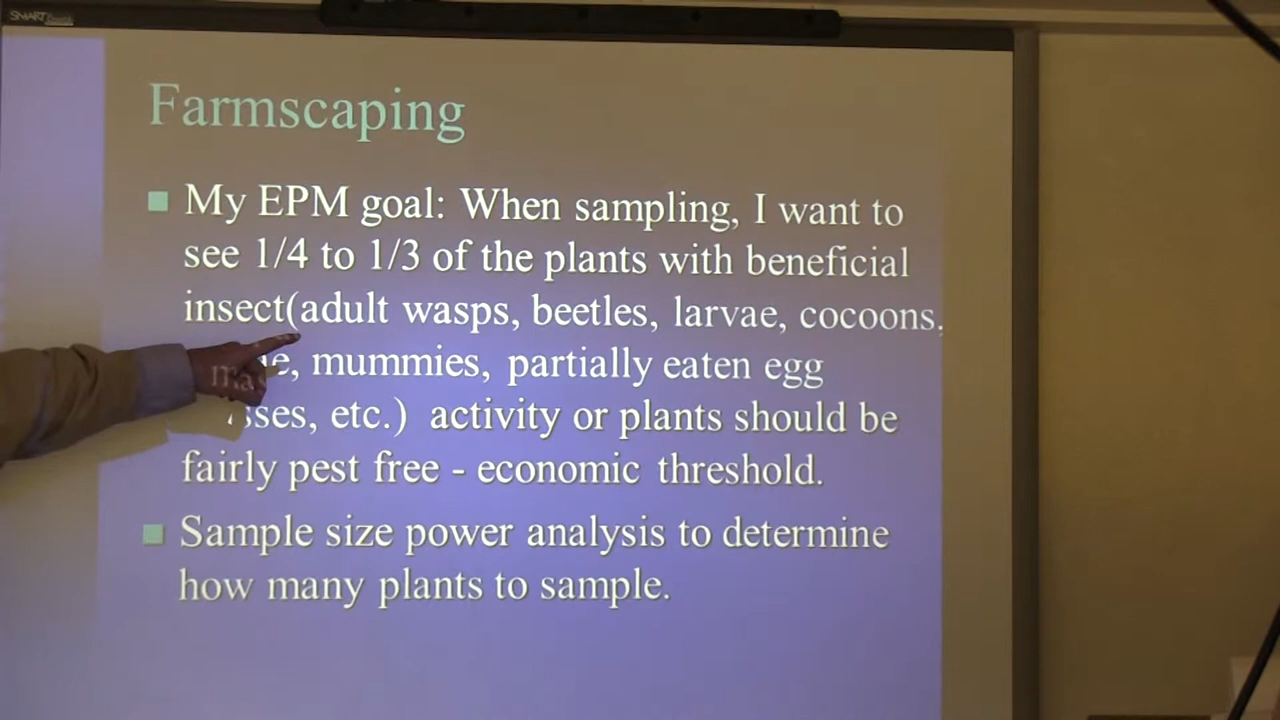 SMART
Farmscaping
My EPM goal: When sampling, I want to
see 1/4 to 1/3 of the plants with beneficial
insect(adult wasps, beetles, larvae, cocoons,
mummies, partially eaten egg
etc.) activity or plants should be
fairly pest free - economic threshold.
Sample size power analysis to determine
how many plants to sample.